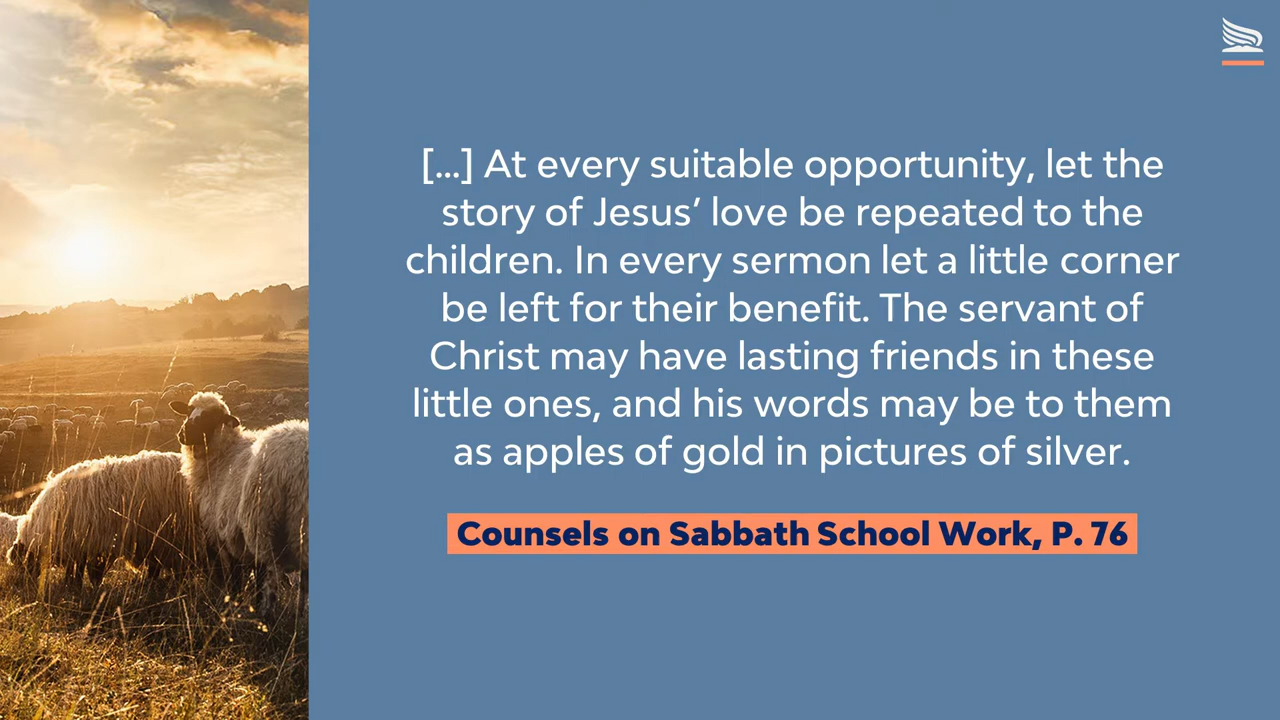 [...] At every suitable opportunity, let the
story of Jesus’ love be repeated to the
children. In every sermon let a little corner
be left for their benefit. The servant of
Christ may have lasting friends in these
little ones, and his words may be to them
as apples of gold in pictures of silver.
Counsels on Sabbath School Work, P. 76